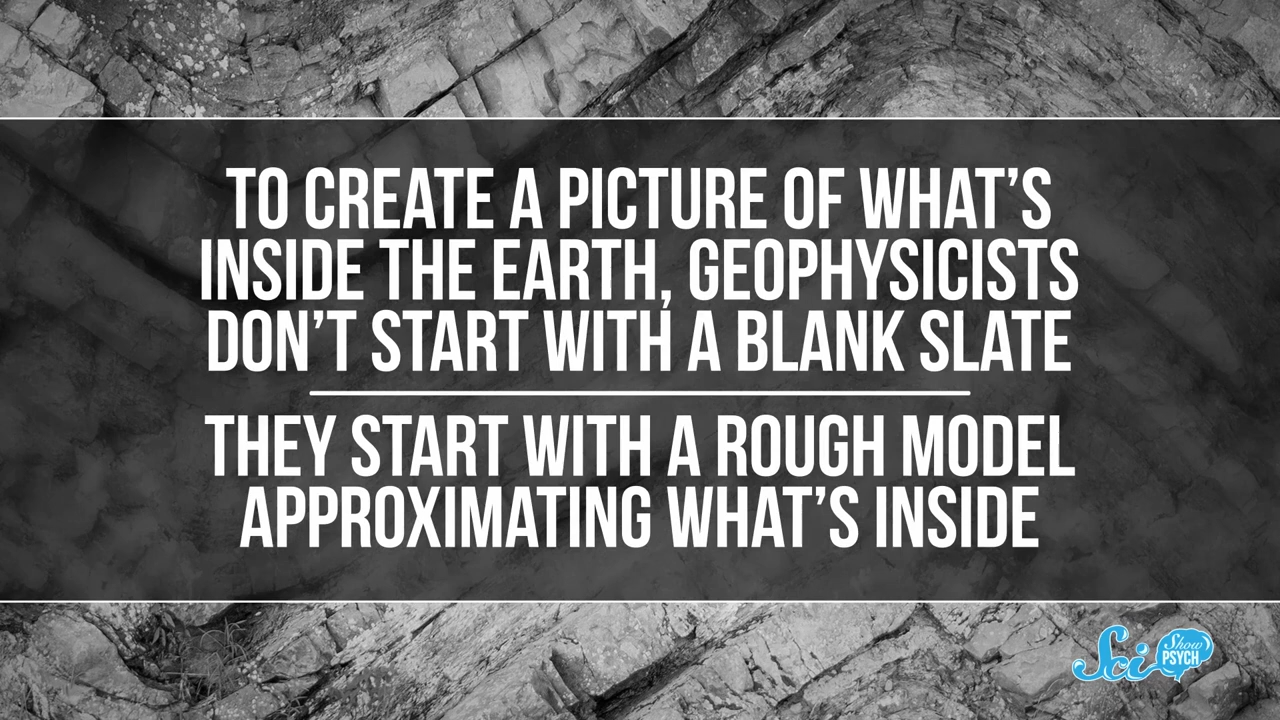 TO CREATE A PICTURE OF WHAT'S
INSIDE THE EARTH, GEOPHYSICISTS
DON'T START WITH A BLANK SLATE
THEY START WITH A ROUGH MODEL
APPROXIMATING WHAT'S INSIDE
Sci Show
PSYCH